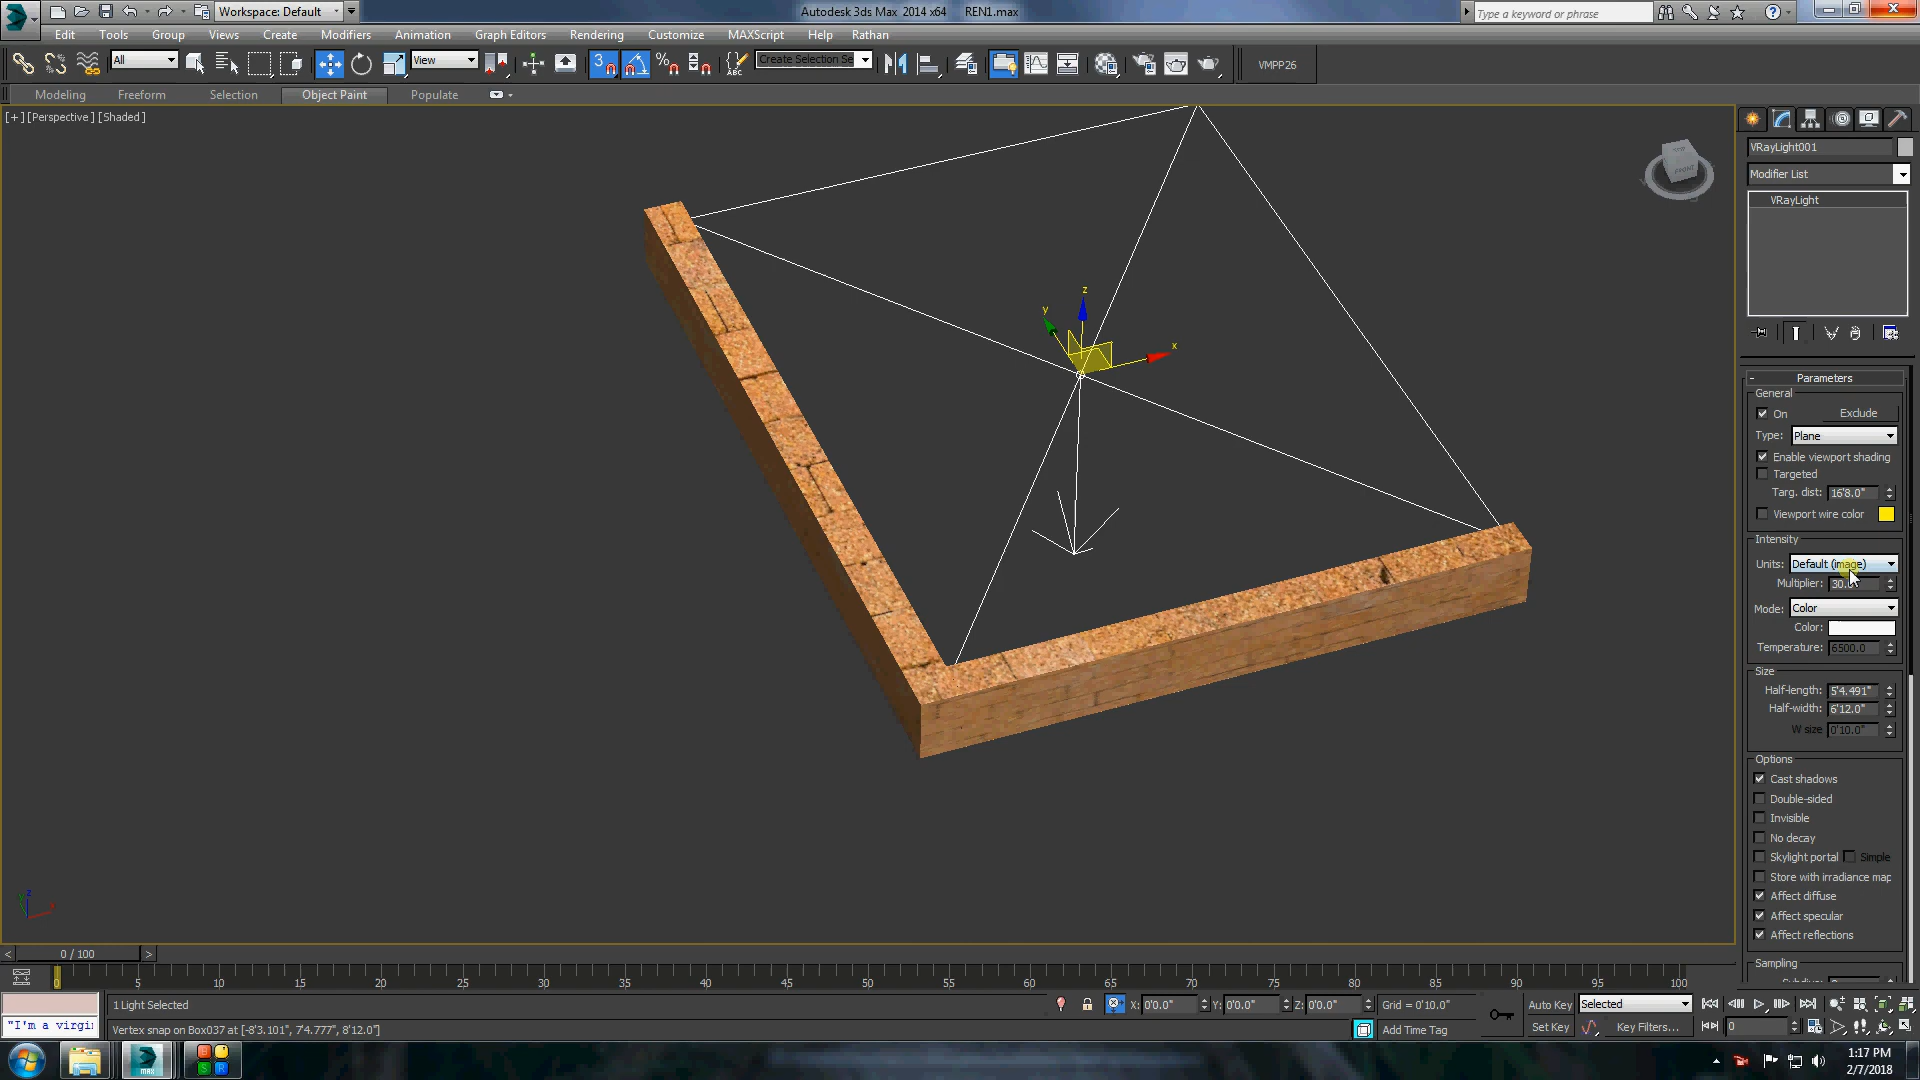 Workspace: Default
Autodesk 3ds Max 2014 x64 REN1.max
Type a keyword or phrase
Edit Tools Group Views Create Modifiers Animation Graph Editors Rendering Customize MAXScript Help Rathan
All View Create Selection Se VMPP26
Modeling Freeform Selection Object Paint Populate
[+] [Perspective] [Shaded]
TOP
FRONT
VRayLight001
Modifier List
VRayLight
z
y
x
- Parameters
General
On Exclude
Type: Plane
Enable viewport shading
Targeted
Targ. dist: 16'8.0"
Viewport wire color
Intensity
Units: Default (image)
Multiplier: 30.
Mode: Color
Color:
Temperature: 6500.0
Size
Half-length: 5'4.491"
Half-width: 6'12.0"
W size 0'10.0"
Options
Cast shadows
Double-sided
Invisible
No decay
Skylight portal Simple
Store with irradiance map
Affect diffuse
Affect specular
Affect reflections
Sampling
< 0 / 100 >
0 5 10 15 20 25 30 35 40 45 50 55 60 65 70 75 80 85 90 95 100
1 Light Selected X: 0'0.0" Y: 0'0.0" Z: 0'0.0" Grid = 0'10.0" Auto Key Selected
"I'm a virgi Vertex snap on Box037 at [-8'3.101", 7'4.777", 8'12.0"] Add Time Tag Set Key Key Filters... 0
1:17 PM
2/7/2018